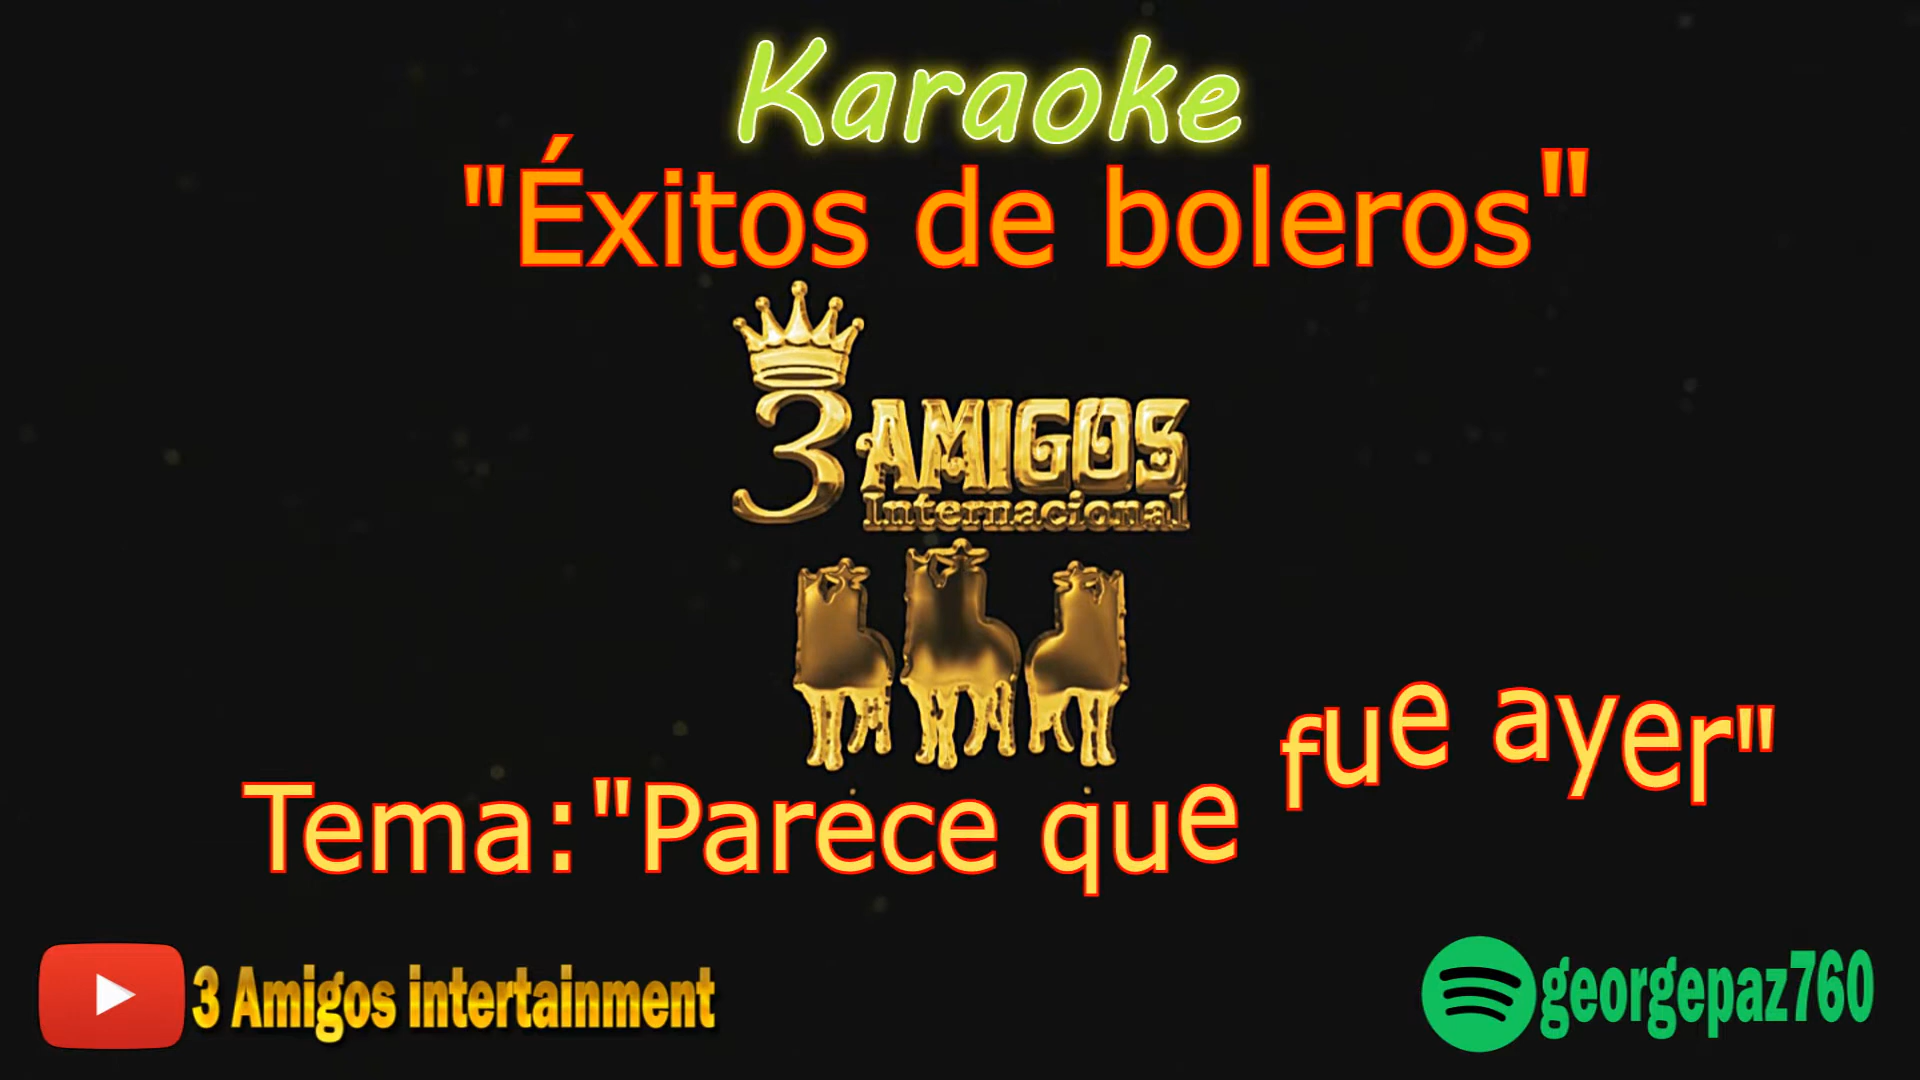 Karaoke
"Éxitos de boleros"
3 AMIGOS
Internacional
Tema:"Parece que fue ayer"
3 Amigos intertainment
georgepaz760